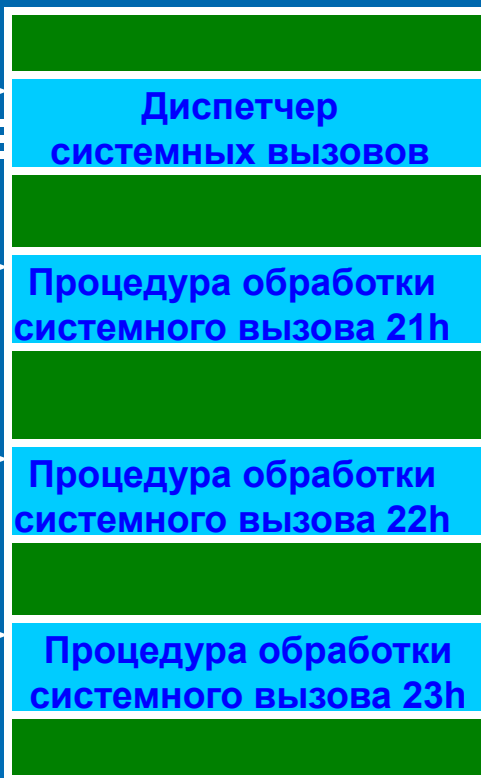 Диспетчер
системных вызовов
Процедура обработки
системного вызова 21h
Процедура обработки
системного вызова 22h
Процедура обработки
системного вызова 23h